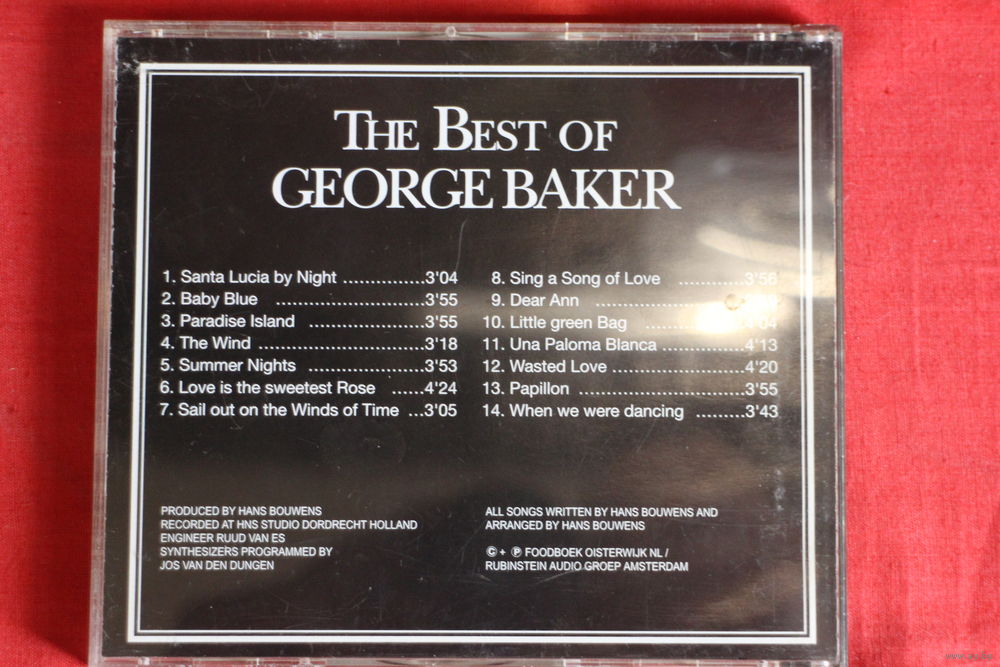 THE BEST OF
GEORGE BAKER
1. Santa Lucia by Night ..............3'04
2. Baby Blue ..........................3'55
3. Paradise Island ....................3'55
4. The Wind .............................3'18
5. Summer Nights ....................3'53
6. Love is the sweetest Rose ......4'24
7. Sail out on the Winds of Time ...3'05
8. Sing a Song of Love ...........3'56
9. Dear Ann ..........................
10. Little green Bag .................4'04
11. Una Paloma Blanca ..............4'13
12. Wasted Love .......................4'20
13. Papillon .............................3'55
14. When we were dancing .........3'43
PRODUCED BY HANS BOUWENS
RECORDED AT HNS STUDIO DORDRECHT HOLLAND
ENGINEER RUUD VAN ES
SYNTHESIZERS PROGRAMMED BY
JOS VAN DEN DUNGEN
ALL SONGS WRITTEN BY HANS BOUWENS AND
ARRANGED BY HANS BOUWENS
© + ℗ FOODBOEK OISTERWIJK NL /
RUBINSTEIN AUDIO GROEP AMSTERDAM